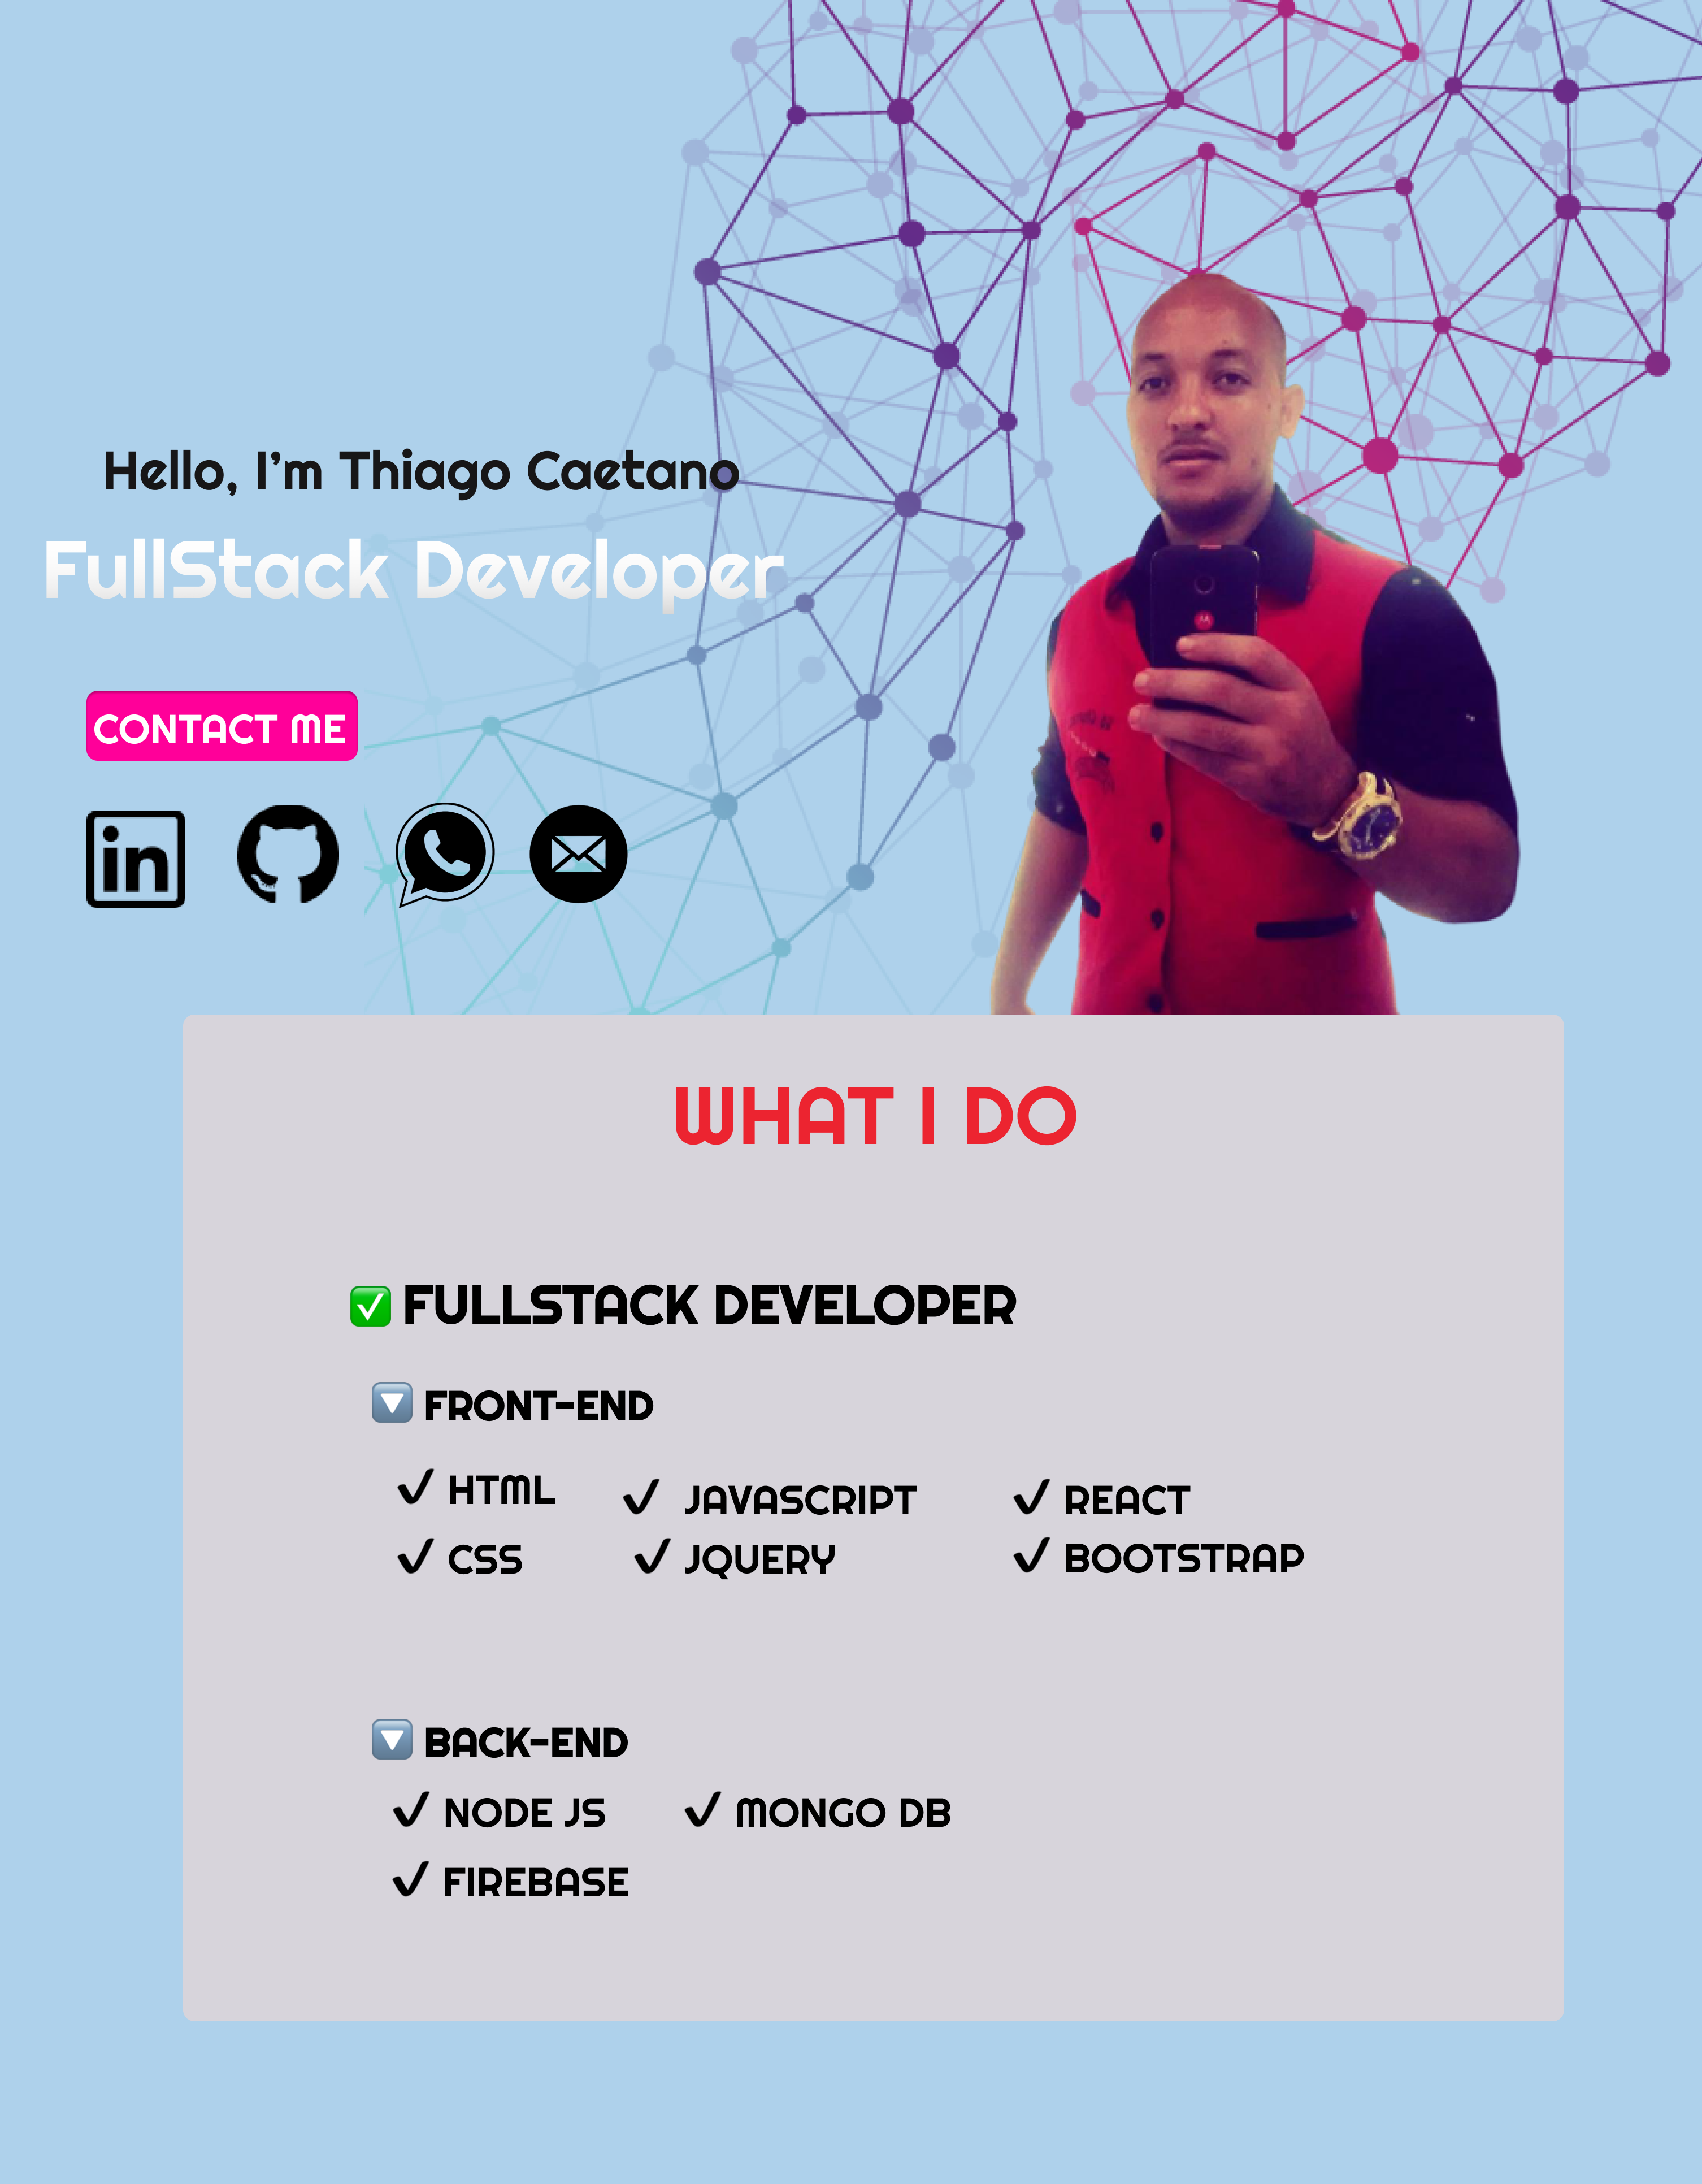 Hello, I'm Thiago Caetano
FullStack Developer
CONTACT ME
in
WHAT I DO
✅ FULLSTACK DEVELOPER
🔽 FRONT-END
✔ HTML ✔ JAVASCRIPT ✔ REACT
✔ CSS ✔ JQUERY ✔ BOOTSTRAP
🔽 BACK-END
✔ NODE JS ✔ MONGO DB
✔ FIREBASE